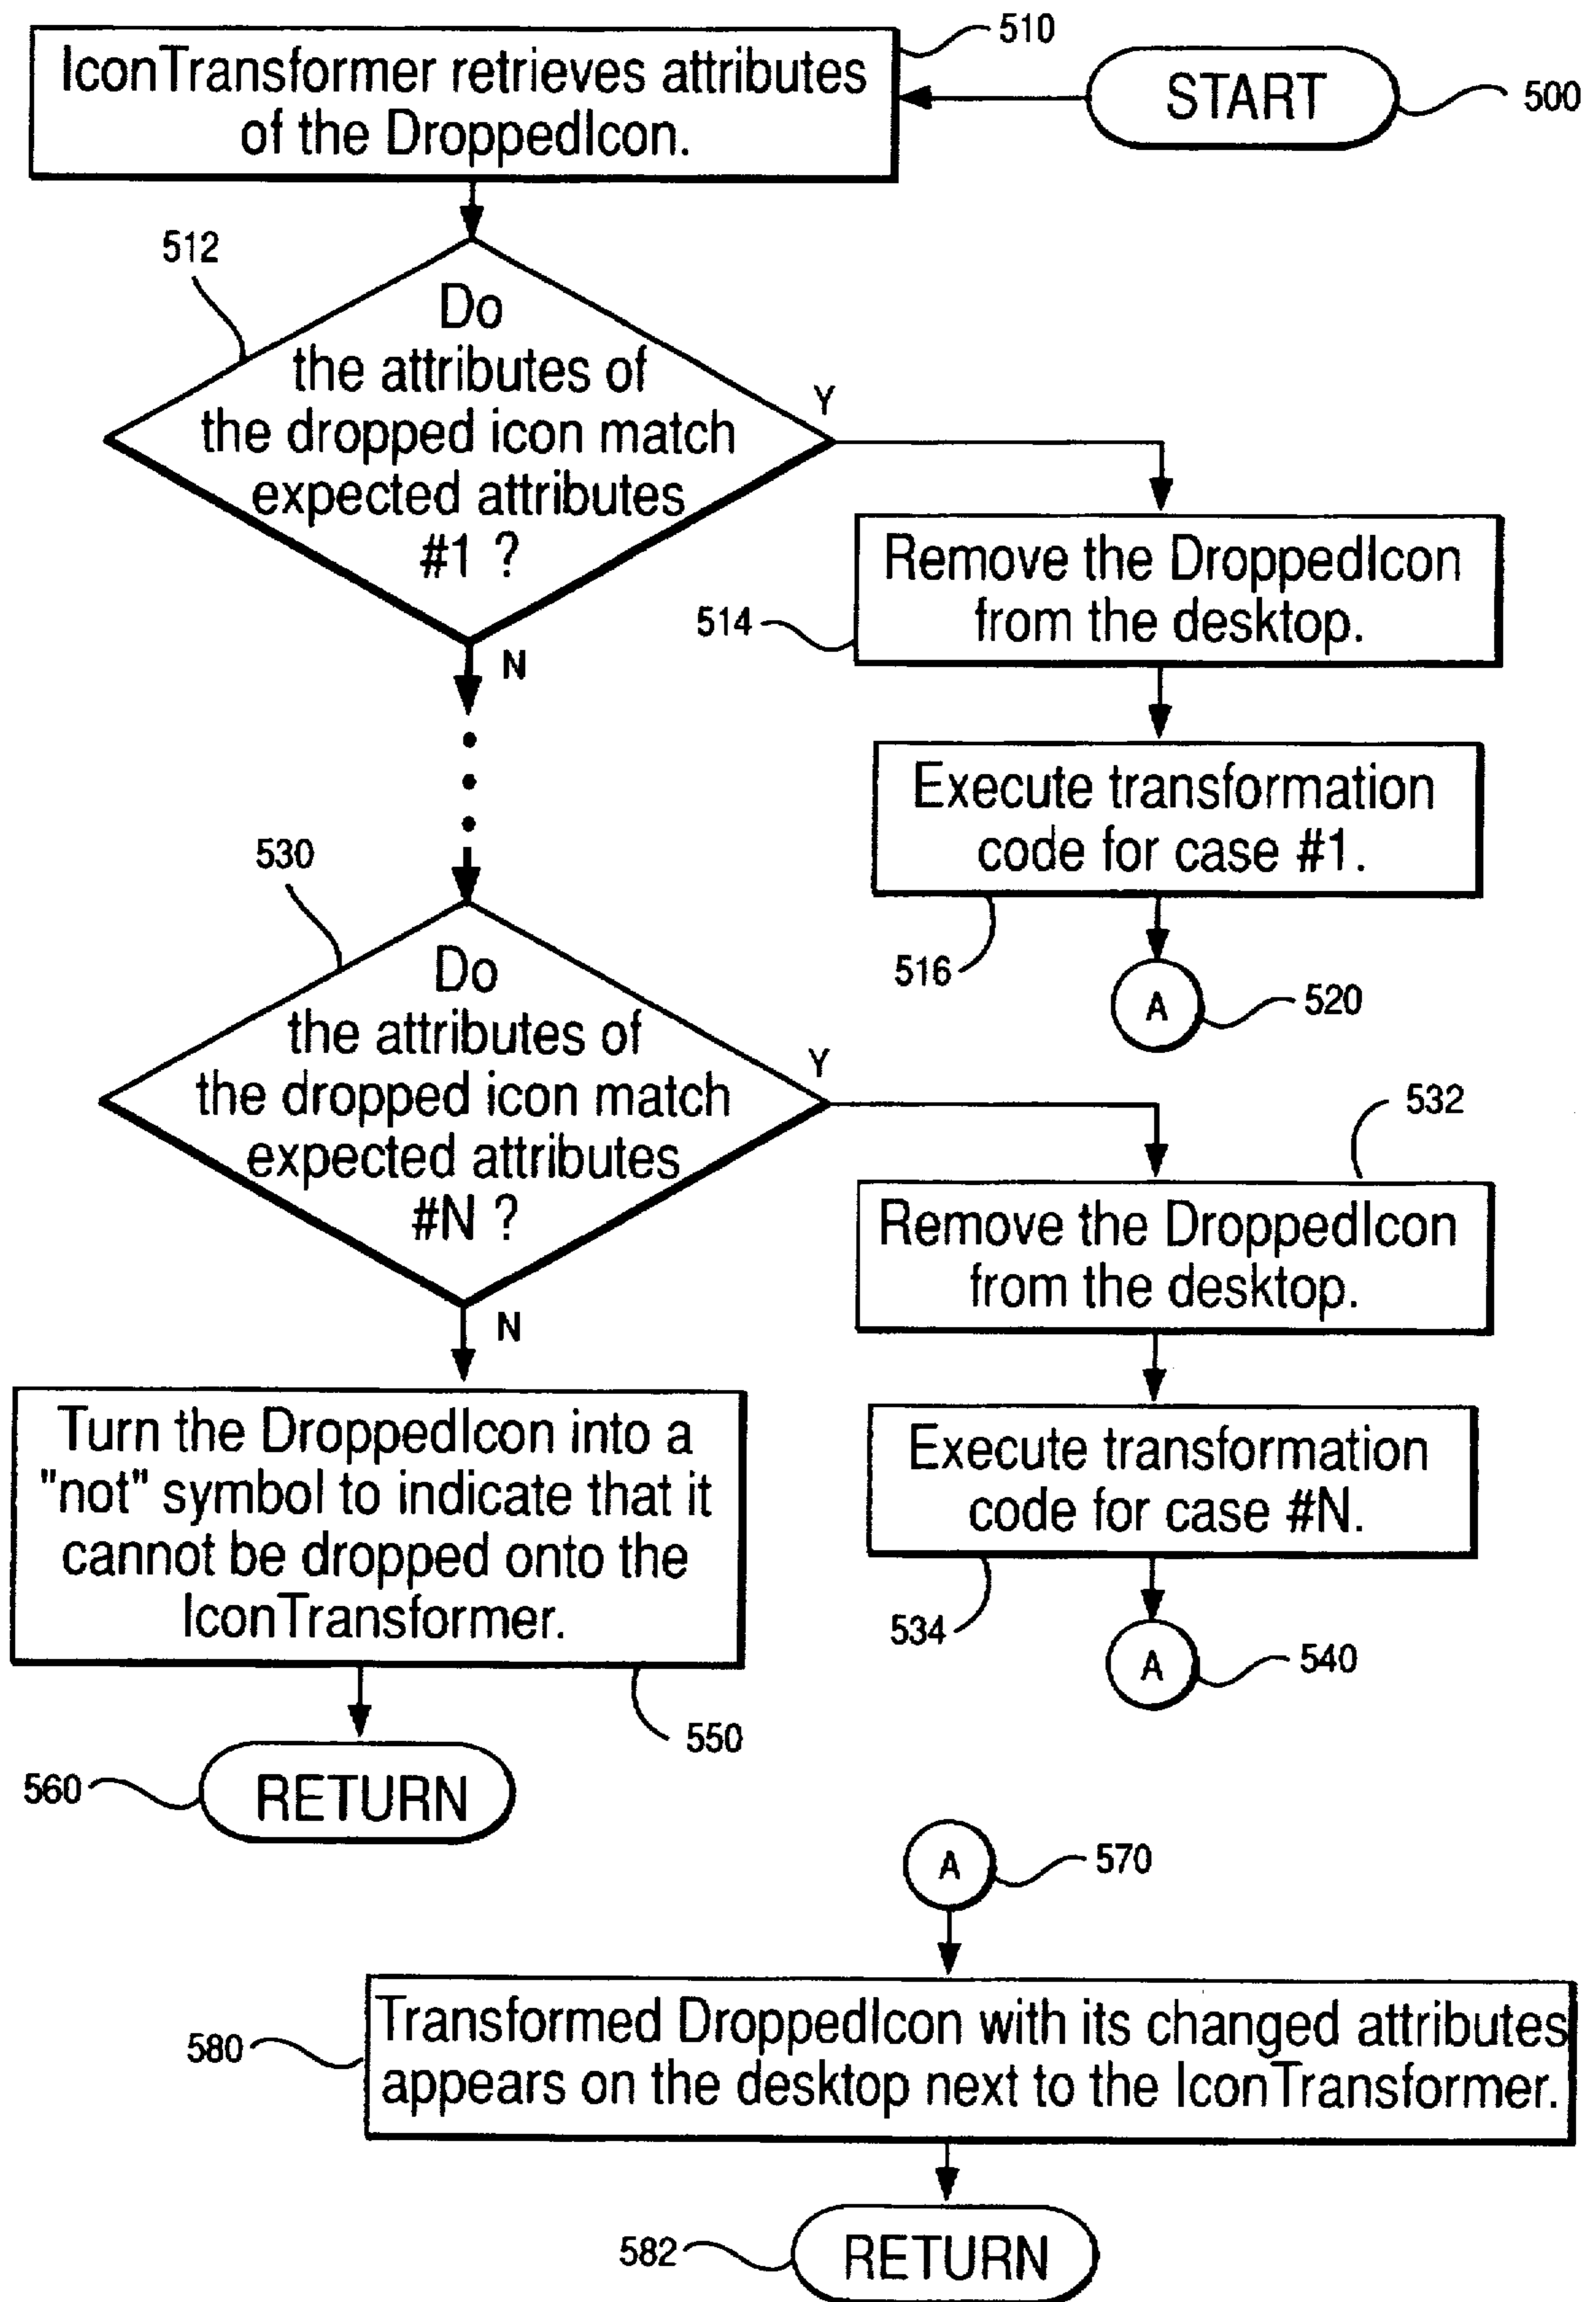 510
IconTransformer retrieves attributes
of the DroppedIcon.
START
500
512
Do
the attributes of
the dropped icon match
expected attributes
#1 ?
Y
N
Remove the DroppedIcon
from the desktop.
514
Execute transformation
code for case #1.
516
A
520
530
Do
the attributes of
the dropped icon match
expected attributes
#N ?
Y
N
532
Remove the DroppedIcon
from the desktop.
Execute transformation
code for case #N.
534
A
540
Turn the DroppedIcon into a
"not" symbol to indicate that it
cannot be dropped onto the
IconTransformer.
550
560
RETURN
A
570
Transformed DroppedIcon with its changed attributes
appears on the desktop next to the IconTransformer.
580
582
RETURN